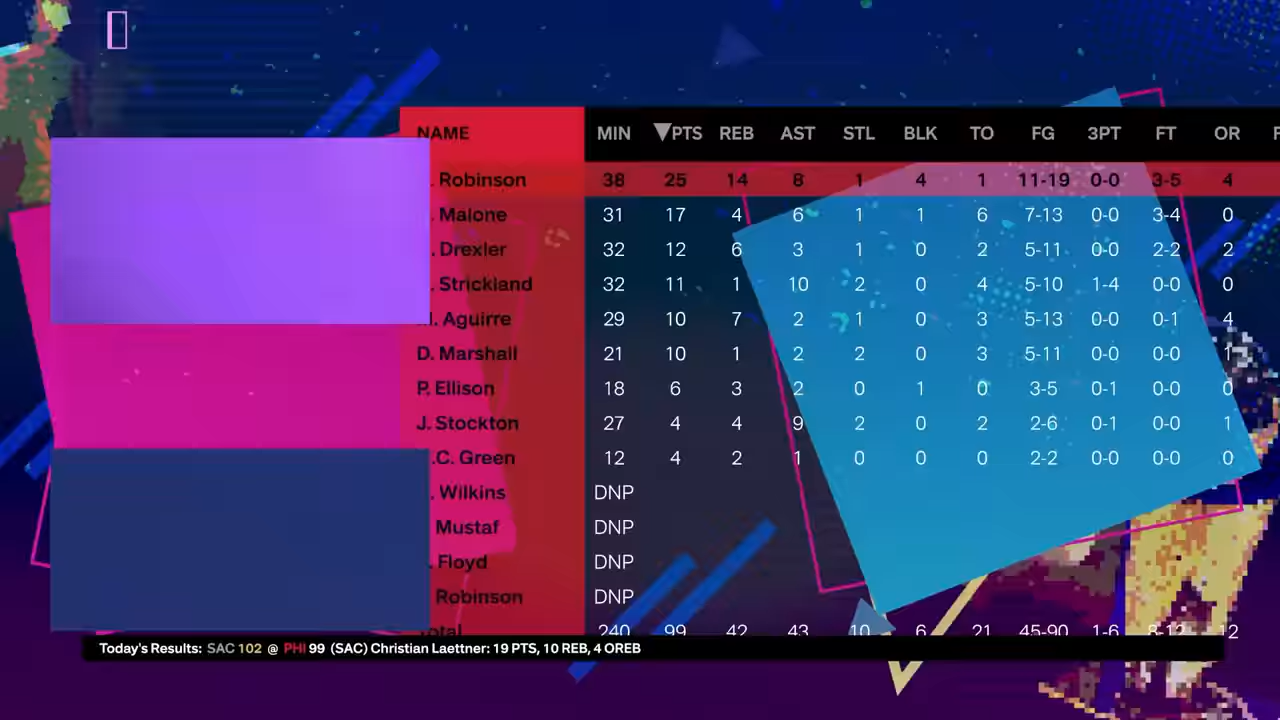 NAME MIN ▼PTS REB AST STL BLK TO FG 3PT FT OR
. Robinson 38 25 14 8 1 4 1 11-19 0-0 3-5 4
. Malone 31 17 4 6 1 1 6 7-13 0-0 3-4 0
. Drexler 32 12 6 3 1 0 2 5-11 0-0 2-2 2
. Strickland 32 11 1 10 2 0 4 5-10 1-4 0-0 0
. Aguirre 29 10 7 2 1 0 3 5-13 0-0 0-1 4
D. Marshall 21 10 1 2 2 0 3 5-11 0-0 0-0 1
P. Ellison 18 6 3 2 0 1 0 3-5 0-1 0-0 0
J. Stockton 27 4 4 9 2 0 2 2-6 0-1 0-0 1
.C. Green 12 4 2 1 0 0 0 2-2 0-0 0-0 0
. Wilkins DNP
Mustaf DNP
. Floyd DNP
Robinson DNP
Total 240 99 42 43 10 6 21 45-90 1-6 8-12 12
Today's Results: SAC 102 @ PHI 99 (SAC) Christian Laettner: 19 PTS, 10 REB, 4 OREB